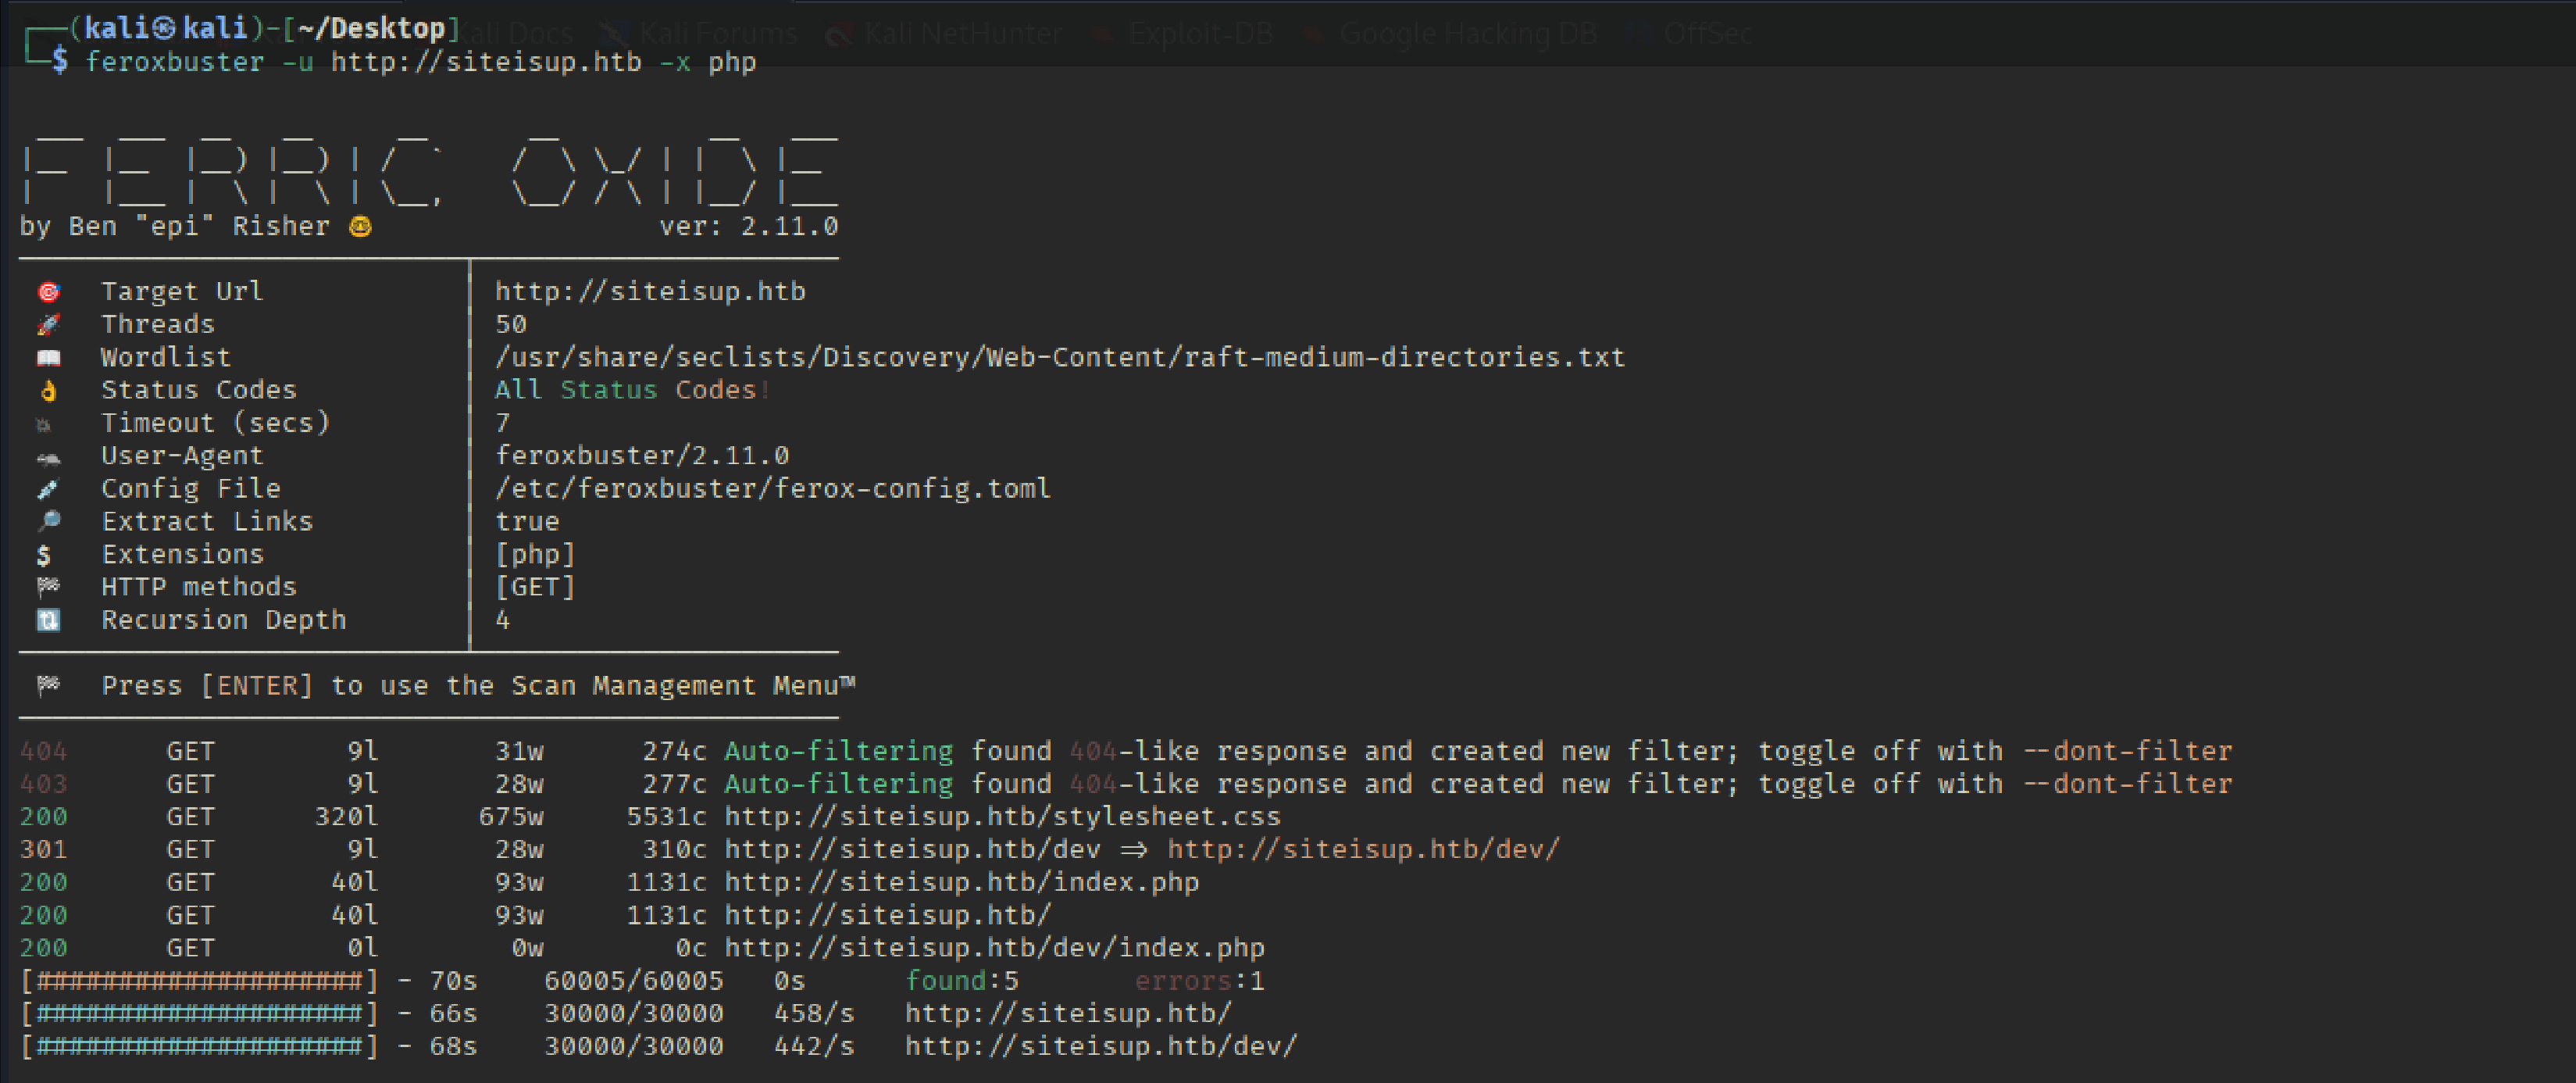 (kali㉿kali)-[~/Desktop]
Kali Docs Kali Forums Kali NetHunter Exploit-DB Google Hacking DB OffSec
$ feroxbuster -u http://siteisup.htb -x php
FERRIC OXIDE
by Ben "epi" Risher 🤓 ver: 2.11.0
🎯 Target Url │ http://siteisup.htb
🚀 Threads │ 50
📖 Wordlist │ /usr/share/seclists/Discovery/Web-Content/raft-medium-directories.txt
👌 Status Codes │ All Status Codes!
💥 Timeout (secs) │ 7
🦡 User-Agent │ feroxbuster/2.11.0
💉 Config File │ /etc/feroxbuster/ferox-config.toml
🔎 Extract Links │ true
💲 Extensions │ [php]
🏁 HTTP methods │ [GET]
🔃 Recursion Depth │ 4
🏁 Press [ENTER] to use the Scan Management Menu™
404 GET 9l 31w 274c Auto-filtering found 404-like response and created new filter; toggle off with --dont-filter
403 GET 9l 28w 277c Auto-filtering found 404-like response and created new filter; toggle off with --dont-filter
200 GET 320l 675w 5531c http://siteisup.htb/stylesheet.css
301 GET 9l 28w 310c http://siteisup.htb/dev => http://siteisup.htb/dev/
200 GET 40l 93w 1131c http://siteisup.htb/index.php
200 GET 40l 93w 1131c http://siteisup.htb/
200 GET 0l 0w 0c http://siteisup.htb/dev/index.php
[####################] - 70s 60005/60005 0s found:5 errors:1
[####################] - 66s 30000/30000 458/s http://siteisup.htb/
[####################] - 68s 30000/30000 442/s http://siteisup.htb/dev/